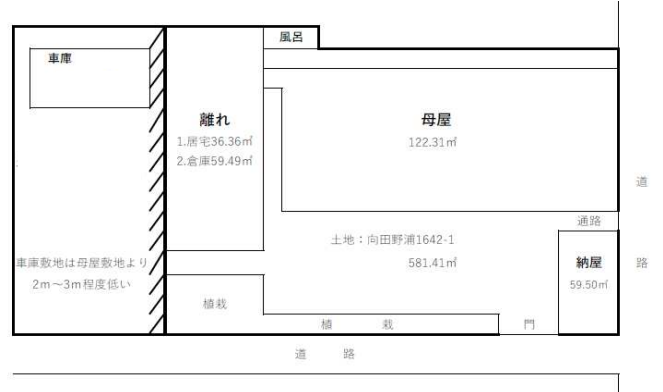 風呂
車庫
離れ
1.居宅36.36㎡
2.倉庫59.49㎡
母屋
122.31㎡
道
路
通路
土地：向田野浦1642-1
581.41㎡
納屋
59.50㎡
車庫敷地は母屋敷地より
2m～3m程度低い
植栽
植　栽
門
道　路